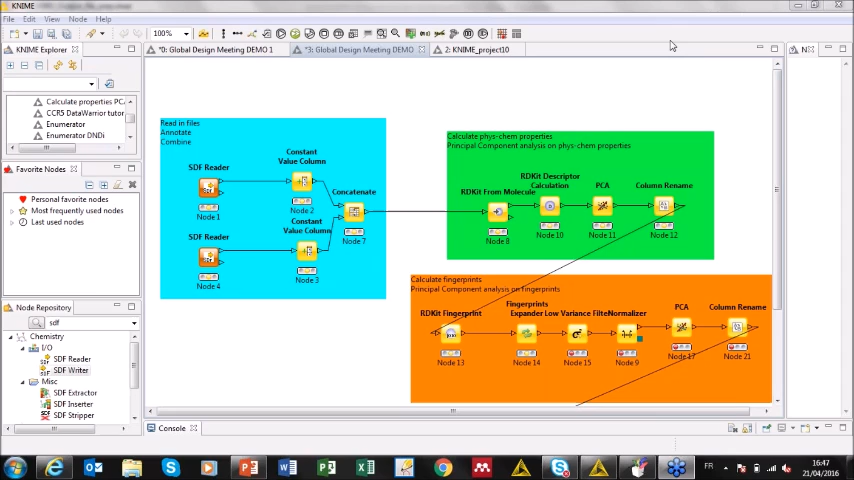 KNIME
File Edit View Node Help
100%
KNIME Explorer
*0: Global Design Meeting DEMO 1
*3: Global Design Meeting DEMO
2: KNIME_project10
N
Calculate properties PCA
CCR5 DataWarrior tutor
Enumerator
Enumerator DNDi
Favorite Nodes
Personal favorite nodes
Most frequently used nodes
Last used nodes
Node Repository
sdf
Chemistry
I/O
SDF Reader
SDF Writer
Misc
SDF Extractor
SDF Inserter
SDF Stripper
Read in files
Annotate
Combine
SDF Reader
Node 1
Constant
Value Column
Node 2
Concatenate
Node 7
SDF Reader
Node 4
Constant
Value Column
Node 3
Calculate phys-chem properties
Principal Component analysis on phys-chem properties
RDKit From Molecule
Node 8
RDKit Descriptor
Calculation
Node 10
PCA
Node 11
Column Rename
Node 12
Calculate fingerprints
Principal Component analysis on fingerprints
RDKit Fingerprint
Node 13
Fingerprints
Expander
Node 14
Low Variance Filter
Node 15
Normalizer
Node 9
PCA
Node 17
Column Rename
Node 21
Console
FR
16:47
21/04/2016